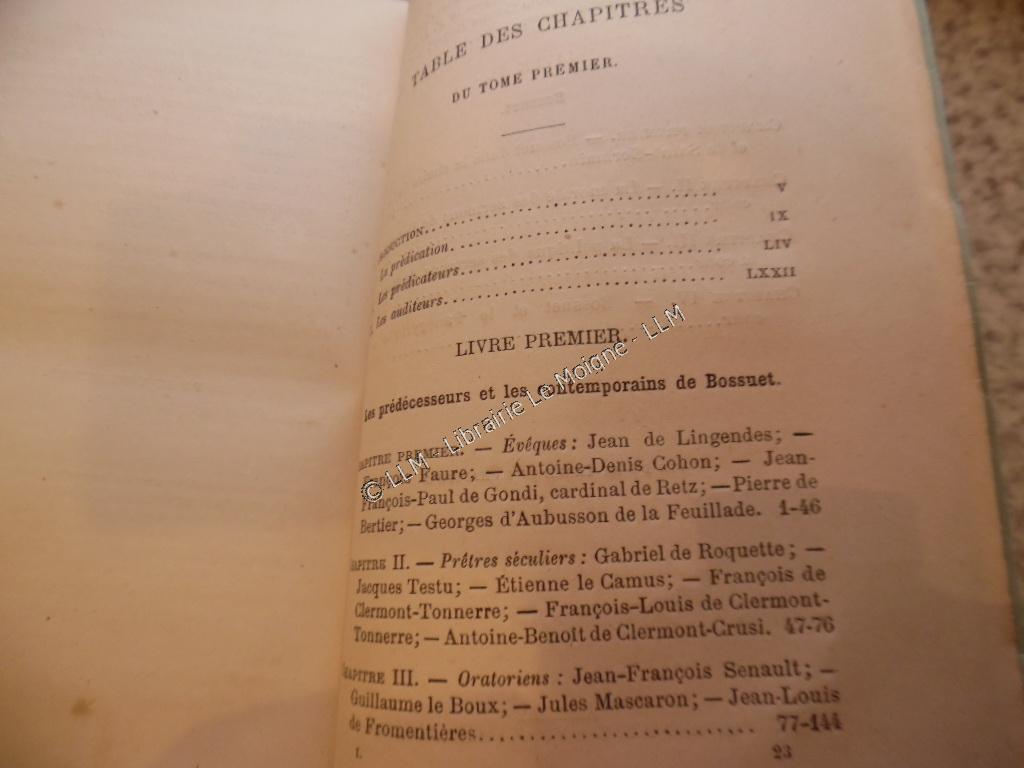 TABLE DES CHAPITRES
DU TOME PREMIER.
RODUCTION. V
La prédication. IX
Les prédicateurs. LIV
Les auditeurs. LXXII
LIVRE PREMIER.
Les prédécesseurs et les contemporains de Bossuet.
APITRE PREMIER. — Évêques : Jean de Lingendes; —
Faure; — Antoine-Denis Cohon; — Jean-
François-Paul de Gondi, cardinal de Retz; — Pierre de
Bertier; — Georges d'Aubusson de la Feuillade. 1-46
APITRE II. — Prêtres séculiers : Gabriel de Roquette; —
Jacques Testu; — Étienne le Camus; — François de
Clermont-Tonnerre; — François-Louis de Clermont-
Tonnerre; — Antoine-Benoît de Clermont-Crusi. 47-76
HAPITRE III. — Oratoriens : Jean-François Senault; —
Guillaume le Boux; — Jules Mascaron; — Jean-Louis
de Fromentières. 77-144
I. 23
© LLM - Librairie Le Moigne - LLM